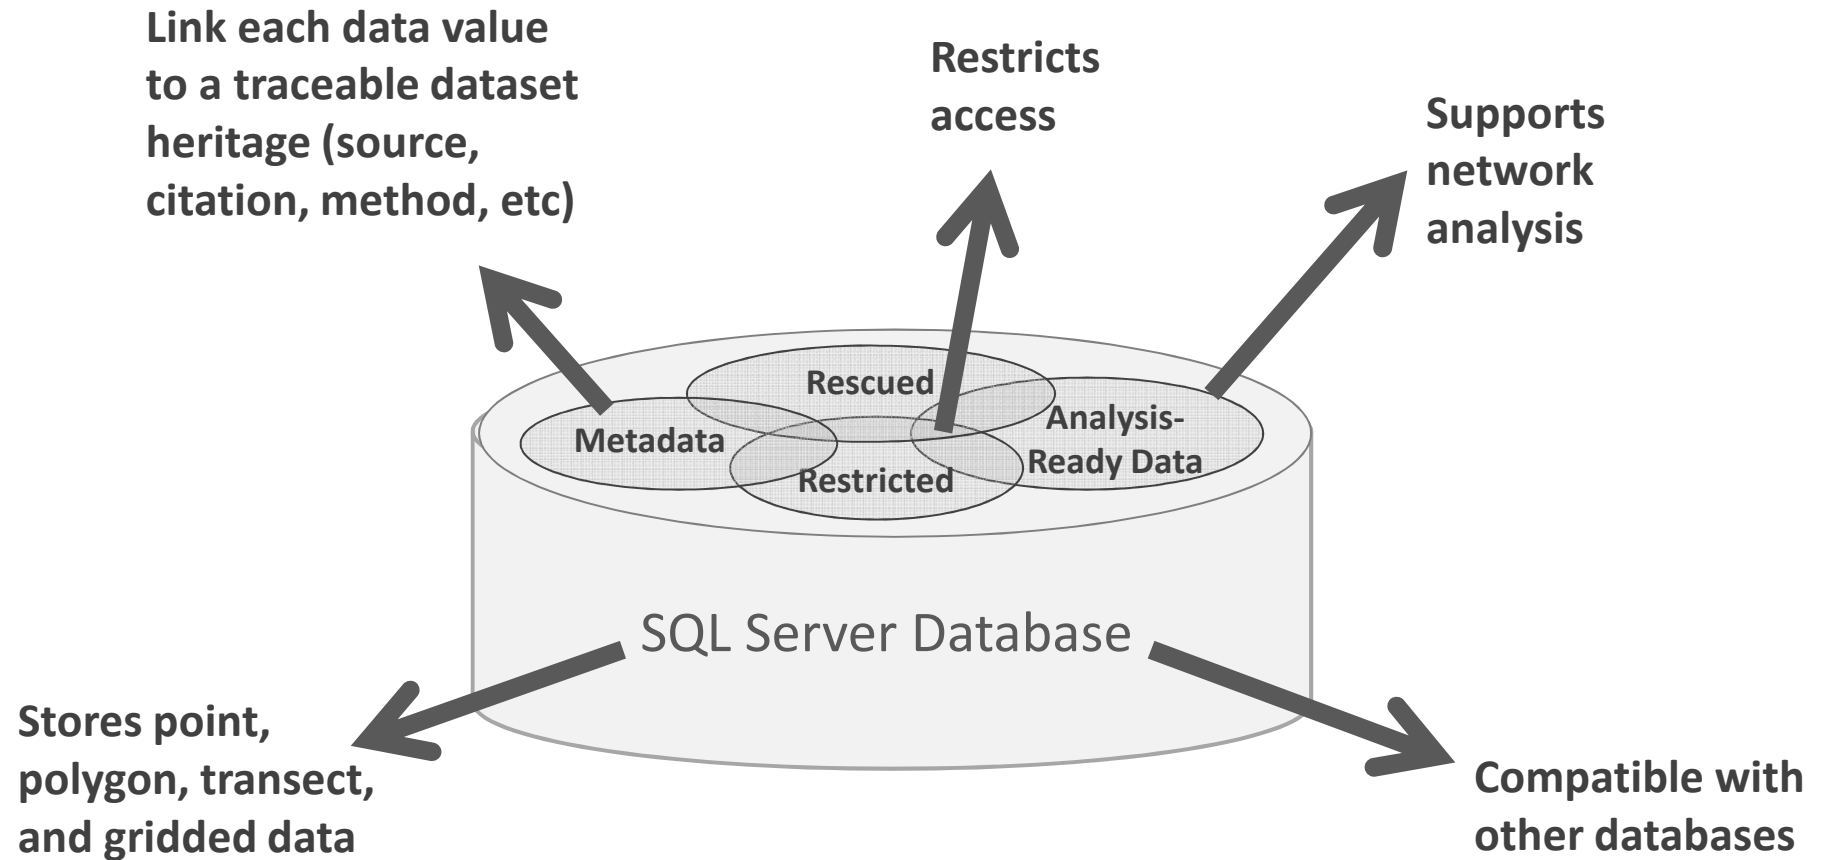 Link each data value
to a traceable dataset
heritage (source,
citation, method, etc)
Restricts
access
Supports
network
analysis
Rescued
Metadata
Analysis-
Ready Data
Restricted
SQL Server Database
Stores point,
polygon, transect,
and gridded data
Compatible with
other databases